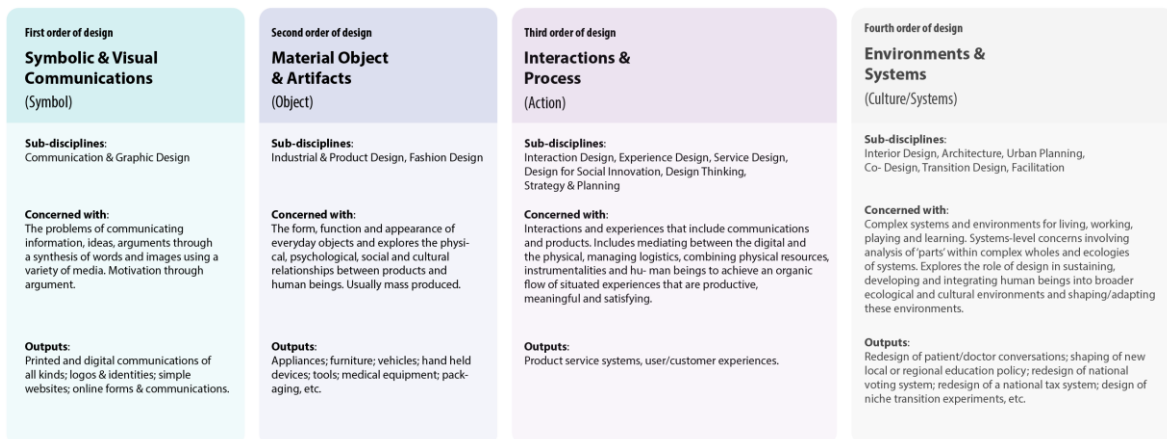 First order of design
Symbolic & Visual
Communications
(Symbol)
Sub-disciplines:
Communication & Graphic Design
Concerned with:
The problems of communicating
information, ideas, arguments through
a synthesis of words and images using a
variety of media. Motivation through
argument.
Outputs:
Printed and digital communications of
all kinds; logos & identities; simple
websites; online forms & communications.
Second order of design
Material Object
& Artifacts
(Object)
Sub-disciplines:
Industrial & Product Design, Fashion Design
Concerned with:
The form, function and appearance of
everyday objects and explores the physi-
cal, psychological, social and cultural
relationships between products and
human beings. Usually mass produced.
Outputs:
Appliances; furniture; vehicles; hand held
devices; tools; medical equipment; pack-
aging, etc.
Third order of design
Interactions &
Process
(Action)
Sub-disciplines:
Interaction Design, Experience Design, Service Design,
Design for Social Innovation, Design Thinking,
Strategy & Planning
Concerned with:
Interactions and experiences that include communications
and products. Includes mediating between the digital and
the physical, managing logistics, combining physical resources,
instrumentalities and hu- man beings to achieve an organic
flow of situated experiences that are productive,
meaningful and satisfying.
Outputs:
Product service systems, user/customer experiences.
Fourth order of design
Environments &
Systems
(Culture/Systems)
Sub-disciplines:
Interior Design, Architecture, Urban Planning,
Co- Design, Transition Design, Facilitation
Concerned with:
Complex systems and environments for living, working,
playing and learning. Systems-level concerns involving
analysis of 'parts' within complex wholes and ecologies
of systems. Explores the role of design in sustaining,
developing and integrating human beings into broader
ecological and cultural environments and shaping/adapting
these environments.
Outputs:
Redesign of patient/doctor conversations; shaping of new
local or regional education policy; redesign of national
voting system; redesign of a national tax system; design of
niche transition experiments, etc.